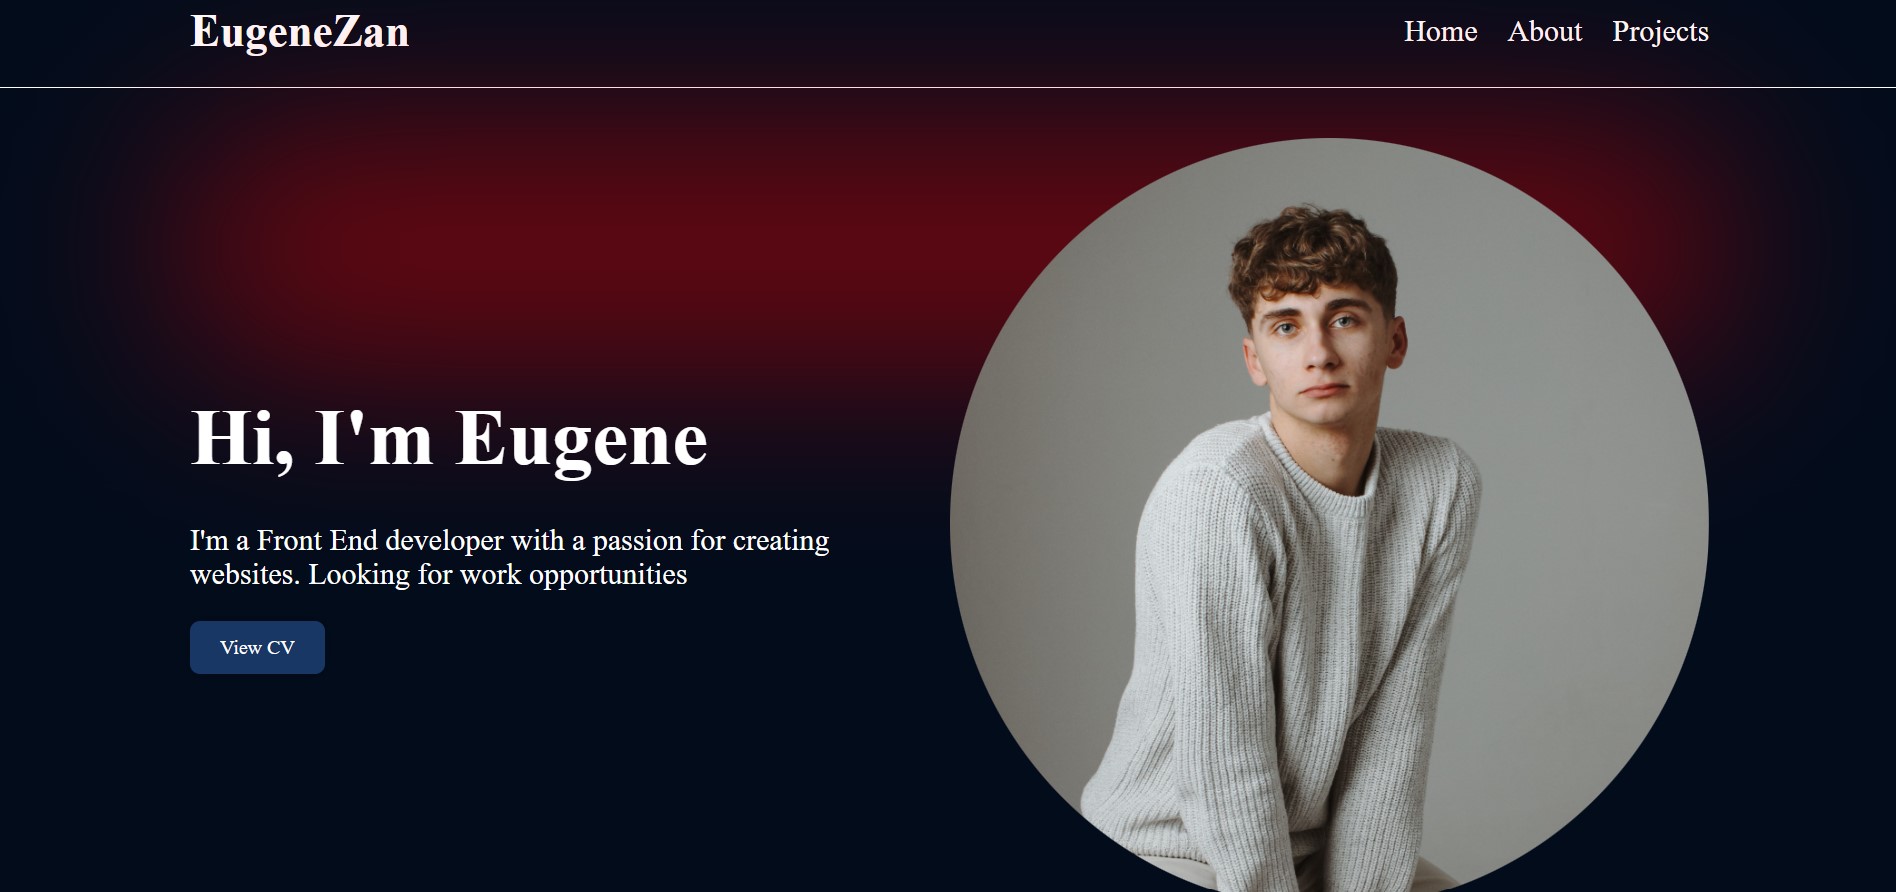 EugeneZan
Home About Projects
Hi, I'm Eugene
I'm a Front End developer with a passion for creating
websites. Looking for work opportunities
View CV